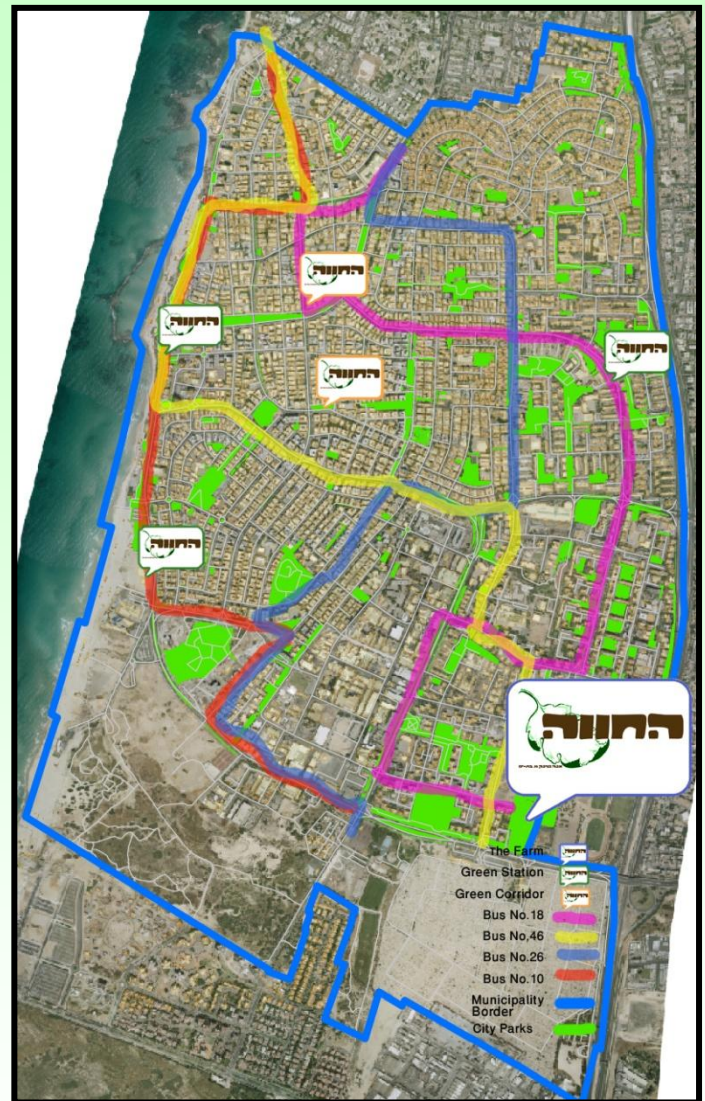 החווה
החווה
החווה
החווה
החווה
החווה
The Farm
Green Station
Green Corridor
Bus No.18
Bus No.46
Bus No.26
Bus No.10
Municipality
Border
City Parks